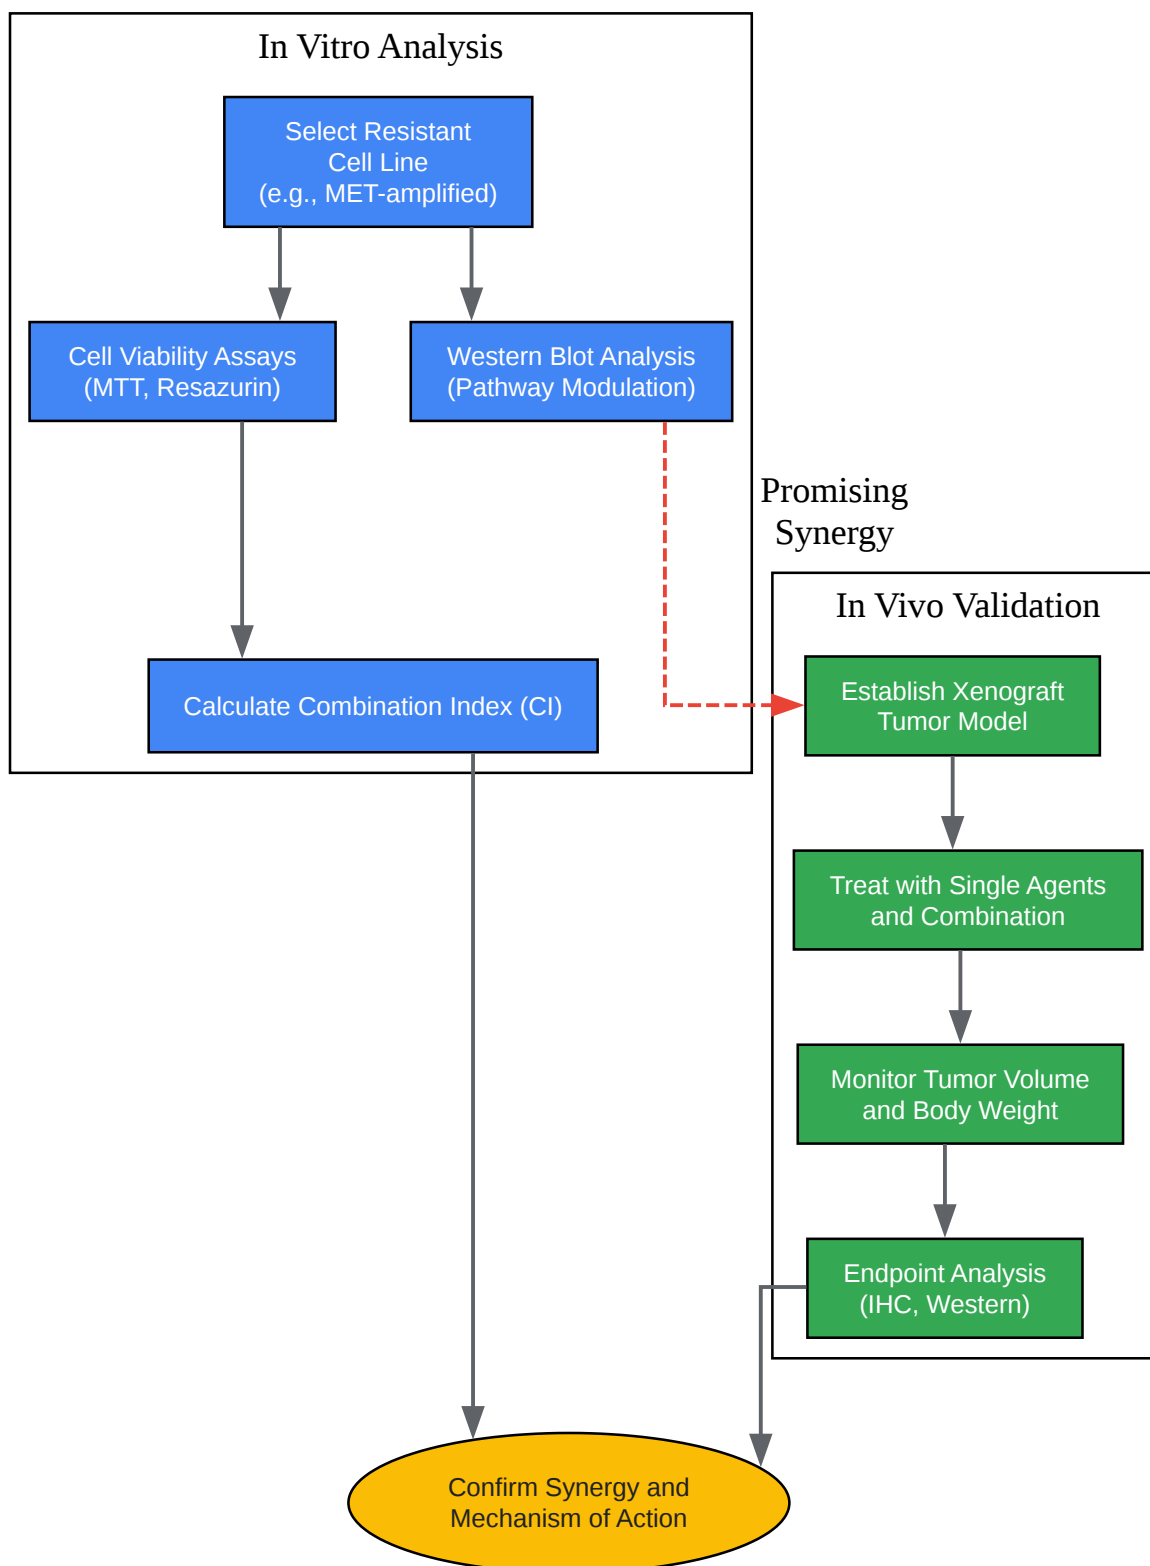 In Vitro Analysis
Select Resistant
Cell Line
(e.g., MET-amplified)
Cell Viability Assays
(MTT, Resazurin)
Western Blot Analysis
(Pathway Modulation)
Calculate Combination Index (CI)
Promising
Synergy
In Vivo Validation
Establish Xenograft
Tumor Model
Treat with Single Agents
and Combination
Monitor Tumor Volume
and Body Weight
Endpoint Analysis
(IHC, Western)
Confirm Synergy and
Mechanism of Action